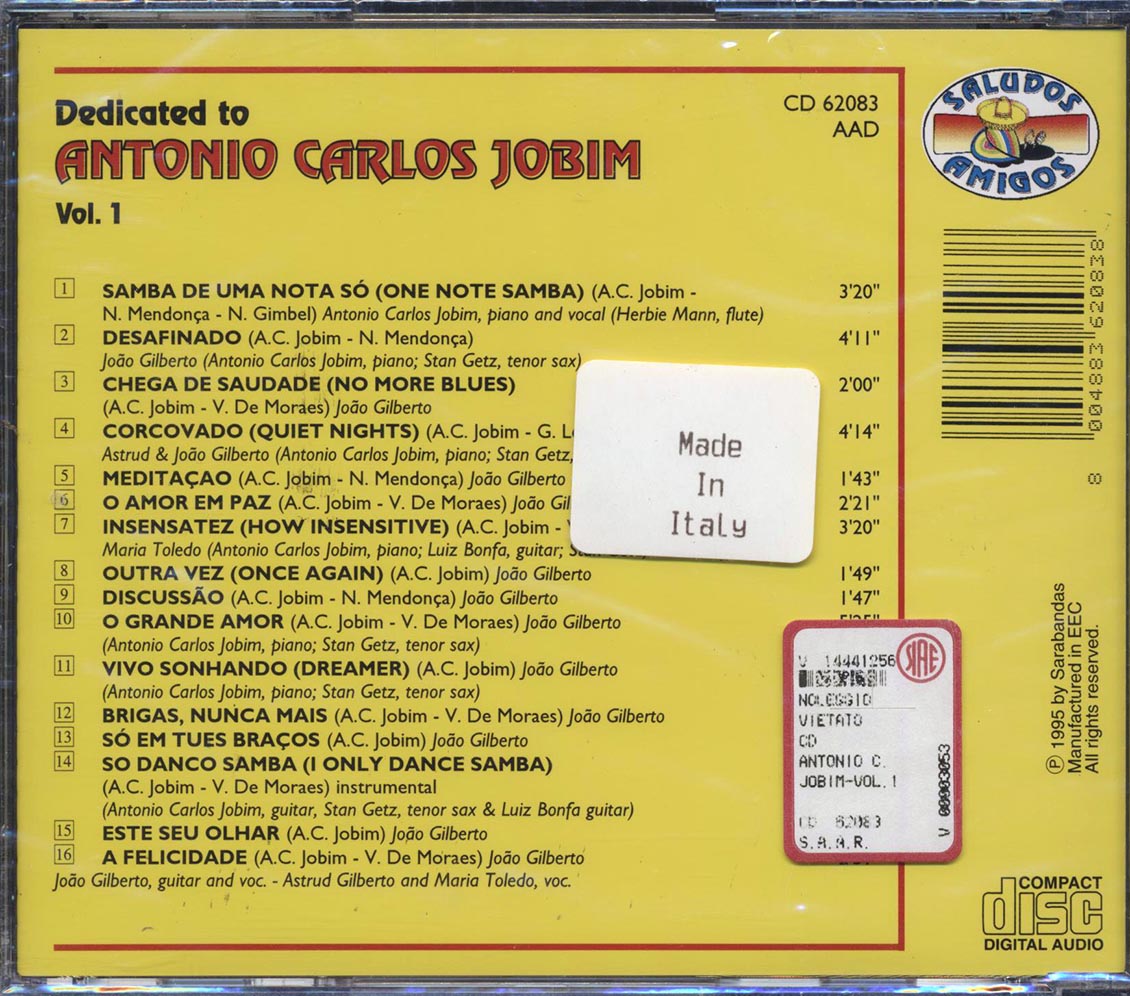 Dedicated to
ANTONIO CARLOS JOBIM
Vol. 1
CD 62083
AAD
SALUDOS
AMIGOS
1 SAMBA DE UMA NOTA SÓ (ONE NOTE SAMBA) (A.C. Jobim - 3'20"
N. Mendonça - N. Gimbel) Antonio Carlos Jobim, piano and vocal (Herbie Mann, flute)
2 DESAFINADO (A.C. Jobim - N. Mendonça) 4'11"
João Gilberto (Antonio Carlos Jobim, piano; Stan Getz, tenor sax)
3 CHEGA DE SAUDADE (NO MORE BLUES) 2'00"
(A.C. Jobim - V. De Moraes) João Gilberto
4 CORCOVADO (QUIET NIGHTS) (A.C. Jobim - G. 4'14"
Astrud & João Gilberto (Antonio Carlos Jobim, piano; Stan Getz,
5 MEDITAÇAO (A.C. Jobim - N. Mendonça) João Gilberto 1'43"
6 O AMOR EM PAZ (A.C. Jobim - V. De Moraes) João 2'21"
7 INSENSATEZ (HOW INSENSITIVE) (A.C. Jobim - 3'20"
Maria Toledo (Antonio Carlos Jobim, piano; Luiz Bonfa, guitar;
8 OUTRA VEZ (ONCE AGAIN) (A.C. Jobim) João Gilberto 1'49"
9 DISCUSSÃO (A.C. Jobim - N. Mendonça) João Gilberto 1'47"
10 O GRANDE AMOR (A.C. Jobim - V. De Moraes) João Gilberto
(Antonio Carlos Jobim, piano; Stan Getz, tenor sax)
11 VIVO SONHANDO (DREAMER) (A.C. Jobim) João Gilberto
(Antonio Carlos Jobim, piano; Stan Getz, tenor sax)
12 BRIGAS, NUNCA MAIS (A.C. Jobim - V. De Moraes) João Gilberto
13 SÓ EM TUES BRAÇOS (A.C. Jobim) João Gilberto
14 SO DANCO SAMBA (I ONLY DANCE SAMBA)
(A.C. Jobim - V. De Moraes) instrumental
(Antonio Carlos Jobim, guitar, Stan Getz, tenor sax & Luiz Bonfa guitar)
15 ESTE SEU OLHAR (A.C. Jobim) João Gilberto
16 A FELICIDADE (A.C. Jobim - V. De Moraes) João Gilberto
João Gilberto, guitar and voc. - Astrud Gilberto and Maria Toledo, voc.
Made
In
Italy
V 14441256
SIAE
NOLEGGIO
VIETATO
CD
ANTONIO C.
JOBIM-VOL.1
CD 62083
S.A.A.R.
V 00003053
004883620838
8
℗ 1995 by Sarabandas
Manufactured in EEC
All rights reserved.
COMPACT
disc
DIGITAL AUDIO